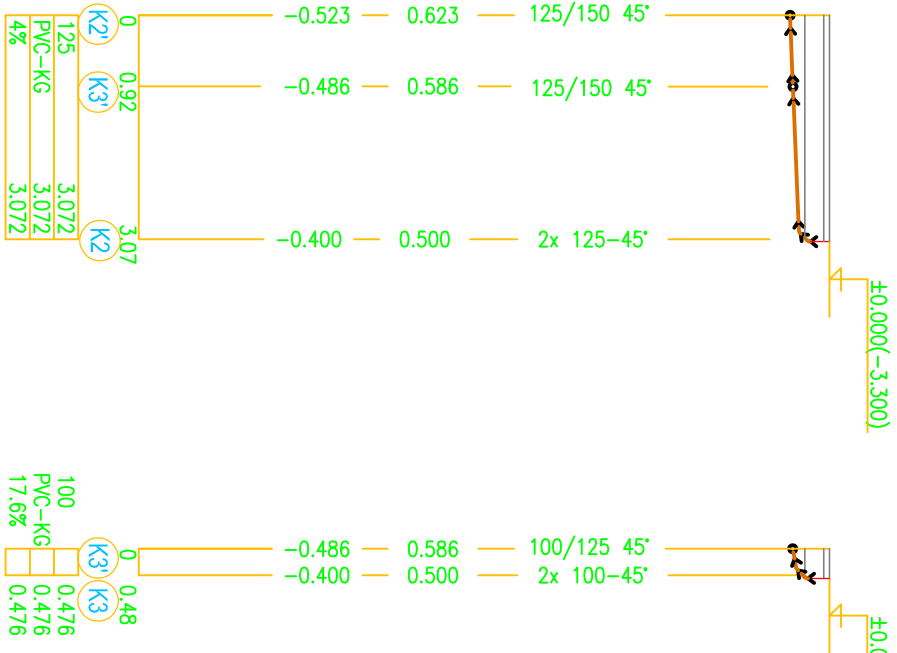 K2' 0 -0.523 0.623 125/150 45°
K3' 0.92 -0.486 0.586 125/150 45°
K2 3.07 -0.400 0.500 2x 125-45°
125 3.072
PVC-KG 3.072
4% 3.072
±0.000(-3.300)
K3' 0 -0.486 0.586 100/125 45°
K3 0.48 -0.400 0.500 2x 100-45°
100 0.476
PVC-KG 0.476
17.6% 0.476
±0.0